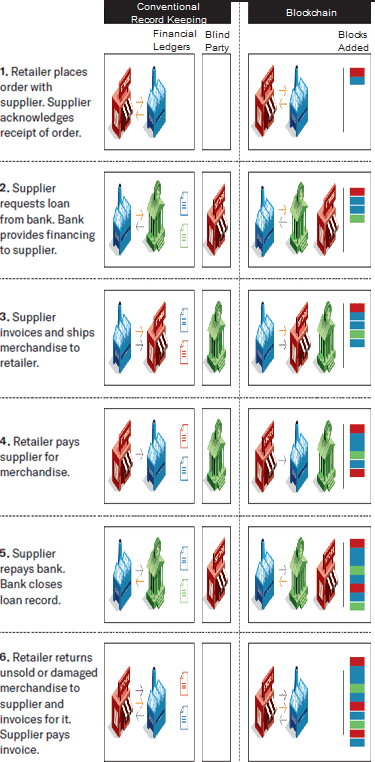 Conventional
Record Keeping
Blockchain
Financial
Ledgers
Blind
Party
Blocks
Added
1. Retailer places
order with
supplier. Supplier
acknowledges
receipt of order.
2. Supplier
requests loan
from bank. Bank
provides financing
to supplier.
3. Supplier
invoices and ships
merchandise to
retailer.
4. Retailer pays
supplier for
merchandise.
5. Supplier
repays bank.
Bank closes
loan record.
6. Retailer returns
unsold or damaged
merchandise to
supplier and
invoices for it.
Supplier pays
invoice.